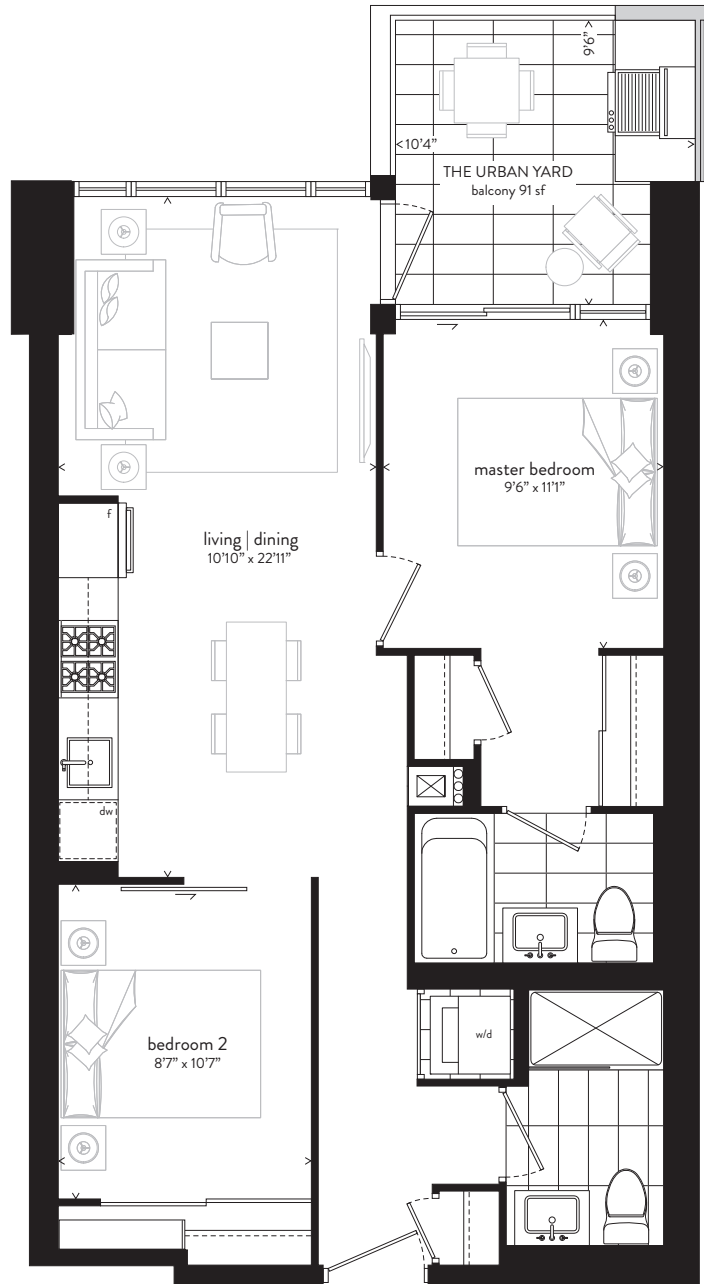 9’6”
10’4”
THE URBAN YARD
balcony 91 sf
master bedroom
9’6” x 11’1”
f
living | dining
10’10” x 22’11”
dw
bedroom 2
8’7” x 10’7”
w/d